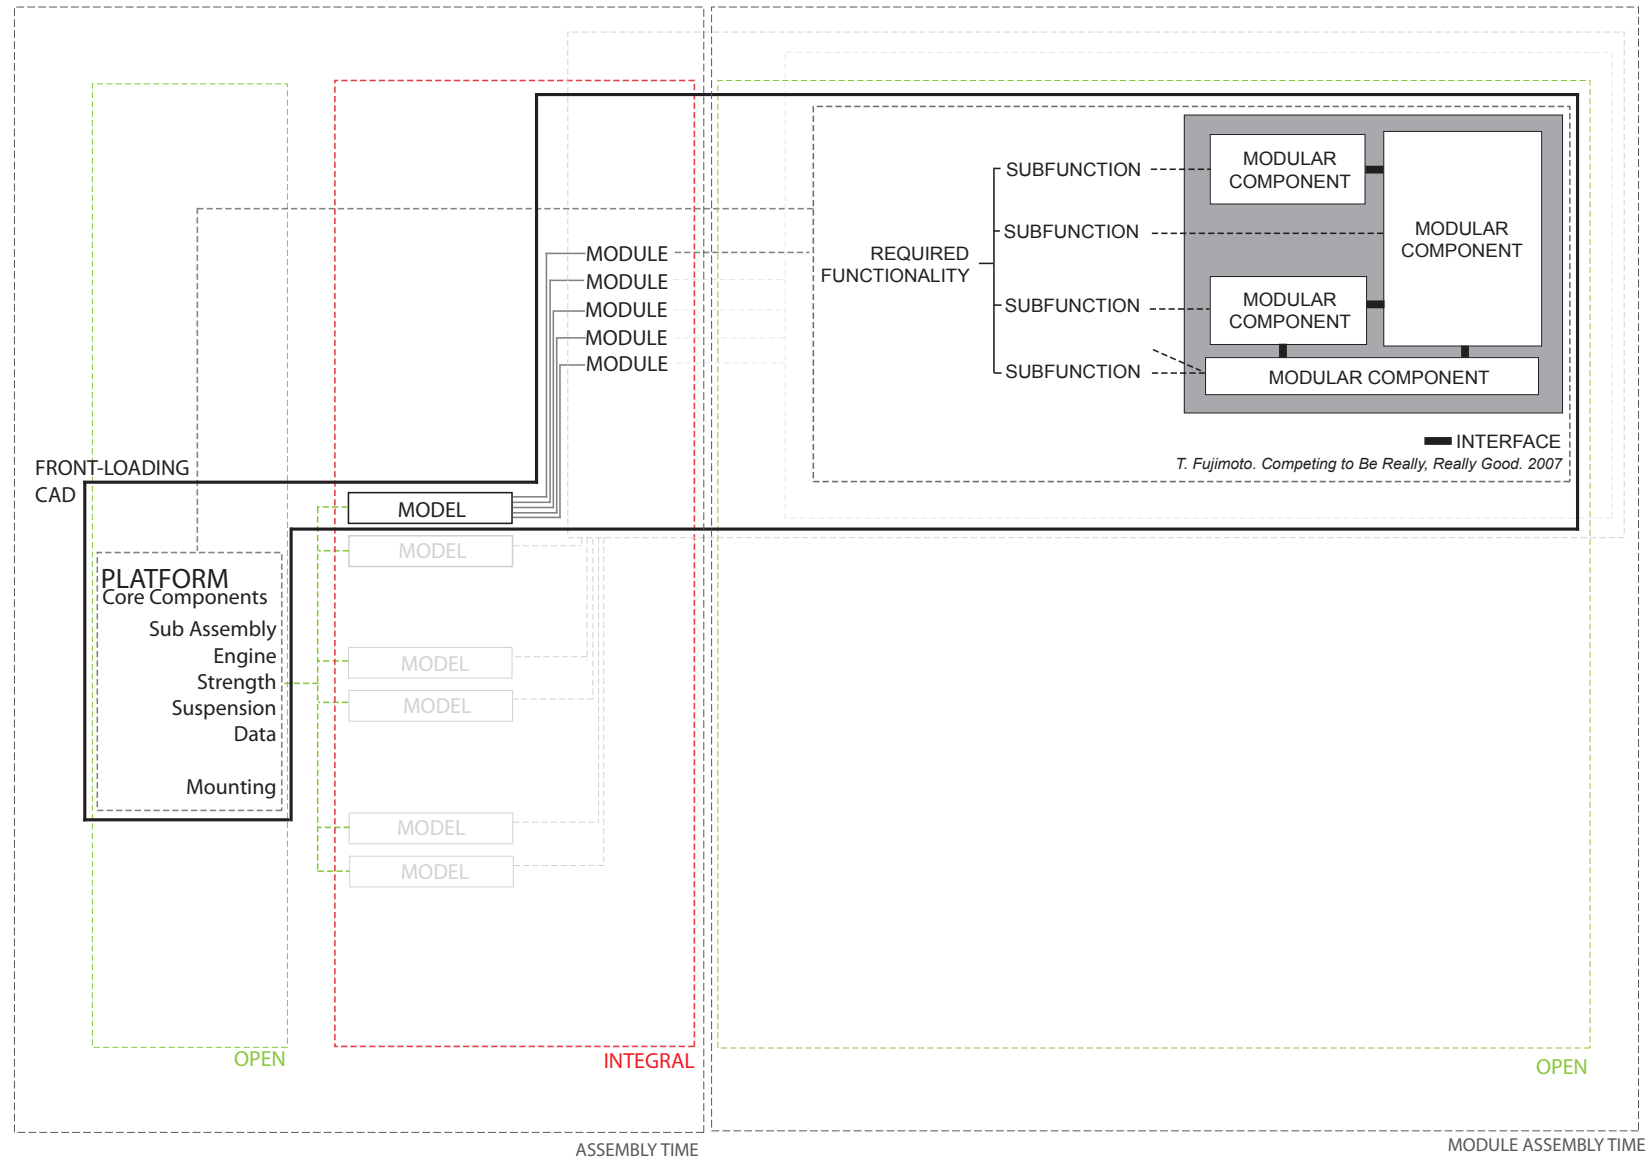 SUBFUNCTION
MODULAR
COMPONENT
SUBFUNCTION
MODULAR
COMPONENT
REQUIRED
FUNCTIONALITY
SUBFUNCTION
MODULAR
COMPONENT
SUBFUNCTION
MODULAR COMPONENT
INTERFACE
T. Fujimoto. Competing to Be Really, Really Good. 2007
MODULE
MODULE
MODULE
MODULE
MODULE
FRONT-LOADING
CAD
MODEL
MODEL
PLATFORM
Core Components
Sub Assembly
Engine
Strength
Suspension
Data
Mounting
MODEL
MODEL
MODEL
MODEL
OPEN
INTEGRAL
OPEN
ASSEMBLY TIME
MODULE ASSEMBLY TIME